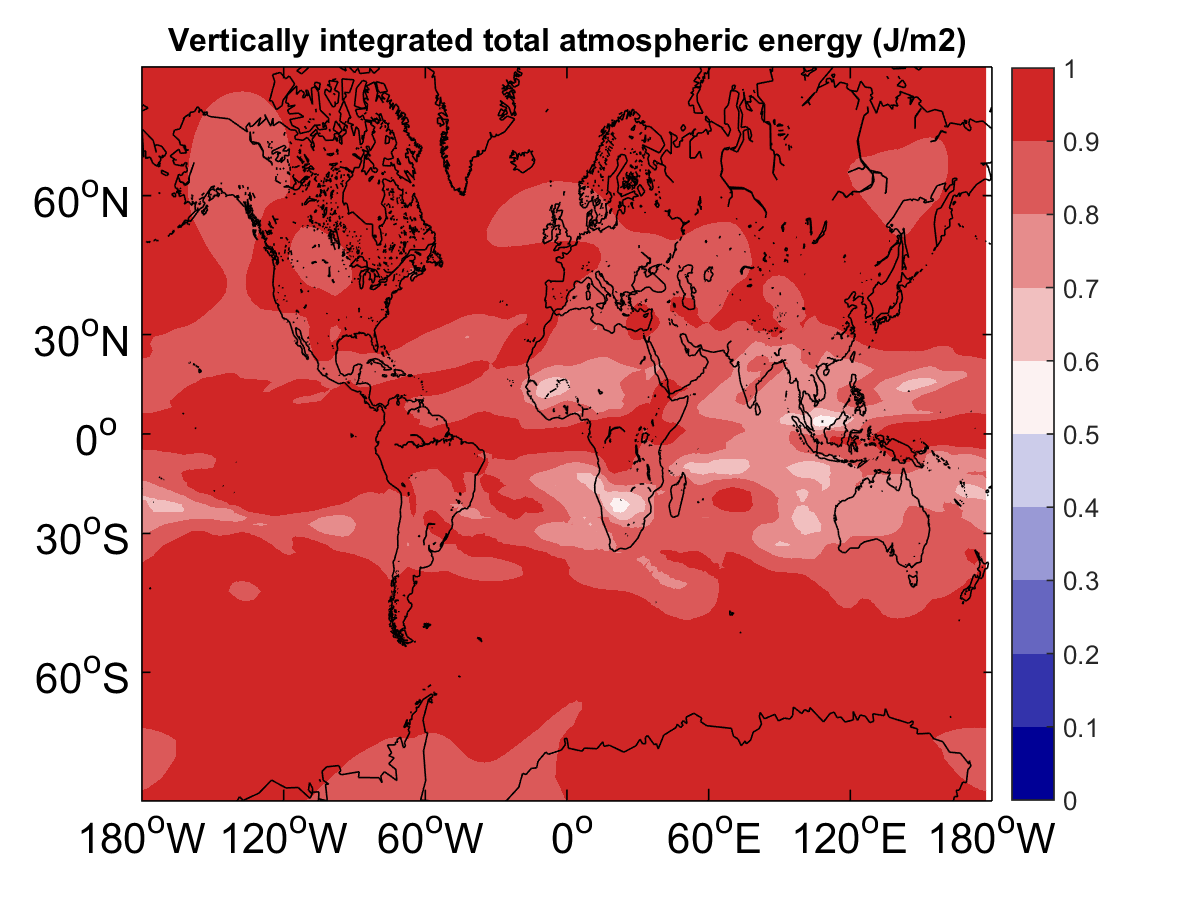 Vertically integrated total atmospheric energy (J/m2)
60°N
30°N
0°
30°S
60°S
180°W 120°W 60°W 0° 60°E 120°E 180°W
1
0.9
0.8
0.7
0.6
0.5
0.4
0.3
0.2
0.1
0